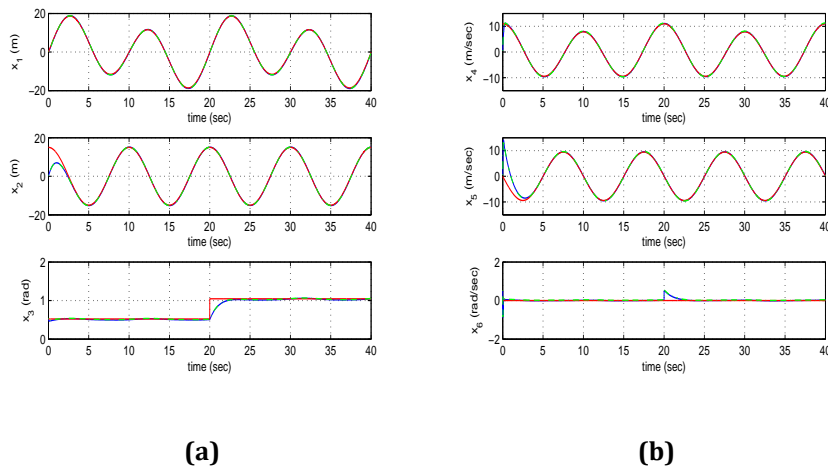 20
0
−20
x1 (m)
0 5 10 15 20 25 30 35 40
time (sec)
20
0
−20
x2 (m)
0 5 10 15 20 25 30 35 40
time (sec)
2
1
0
x3 (rad)
0 5 10 15 20 25 30 35 40
time (sec)
(a)
10
0
−10
x4 (m/sec)
0 5 10 15 20 25 30 35 40
time (sec)
10
0
−10
x5 (m/sec)
0 5 10 15 20 25 30 35 40
time (sec)
2
0
−2
x6 (rad/sec)
0 5 10 15 20 25 30 35 40
time (sec)
(b)